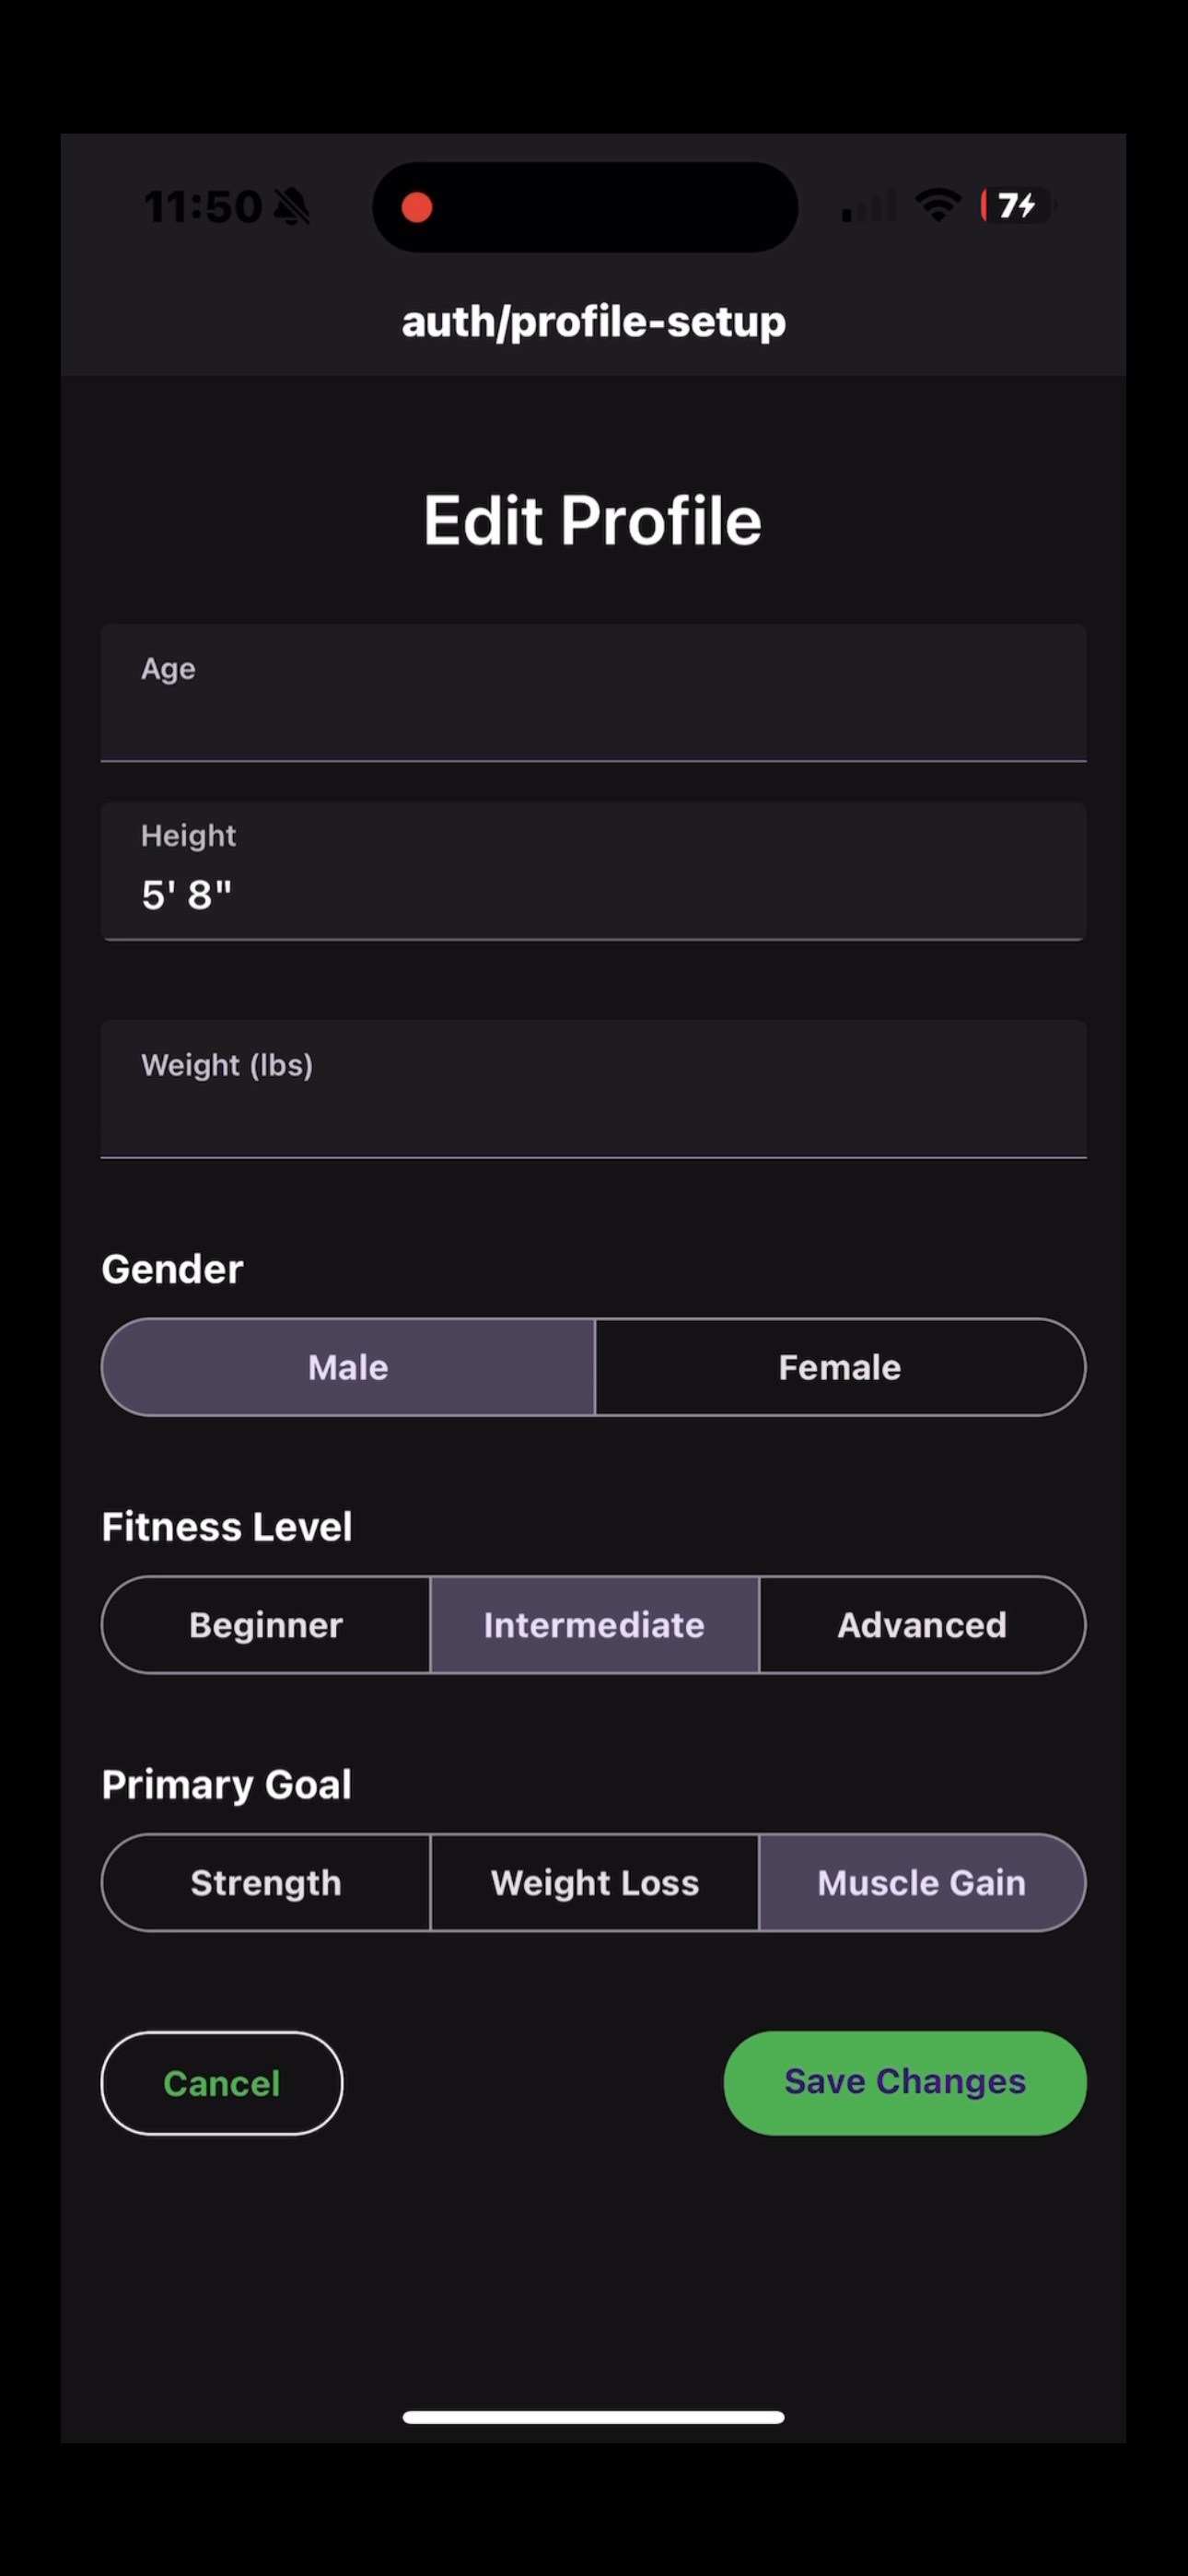 11:50
7
auth/profile-setup
Edit Profile
Age
Height
5' 8"
Weight (lbs)
Gender
Male Female
Fitness Level
Beginner Intermediate Advanced
Primary Goal
Strength Weight Loss Muscle Gain
Cancel Save Changes